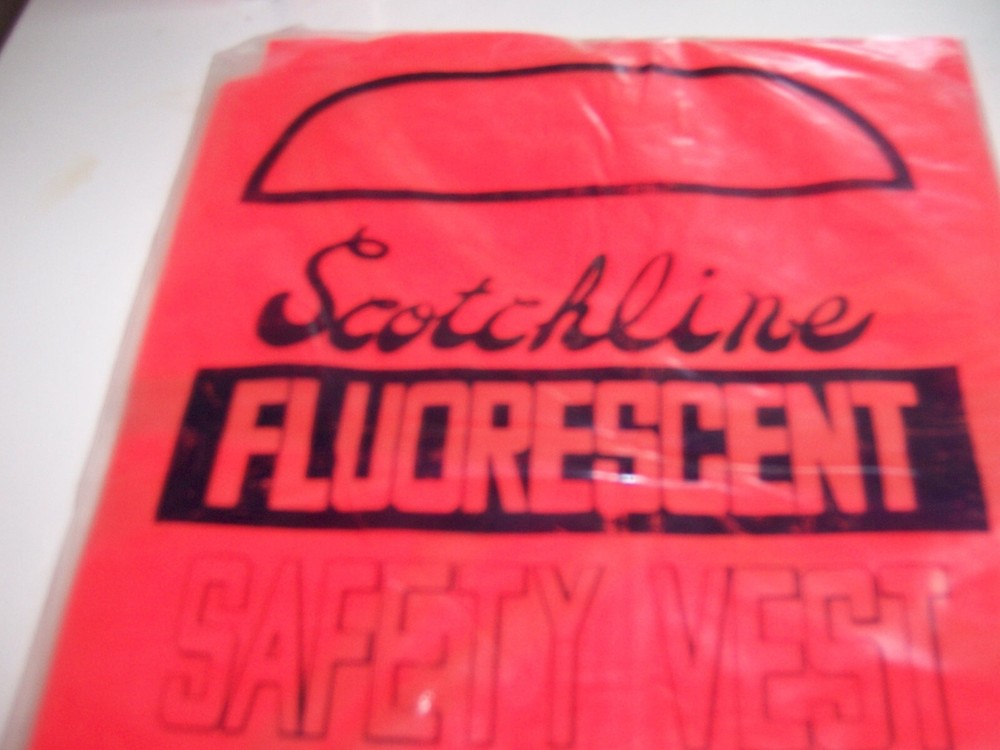 Scotchline
FLUORESCENT
SAFETY VEST